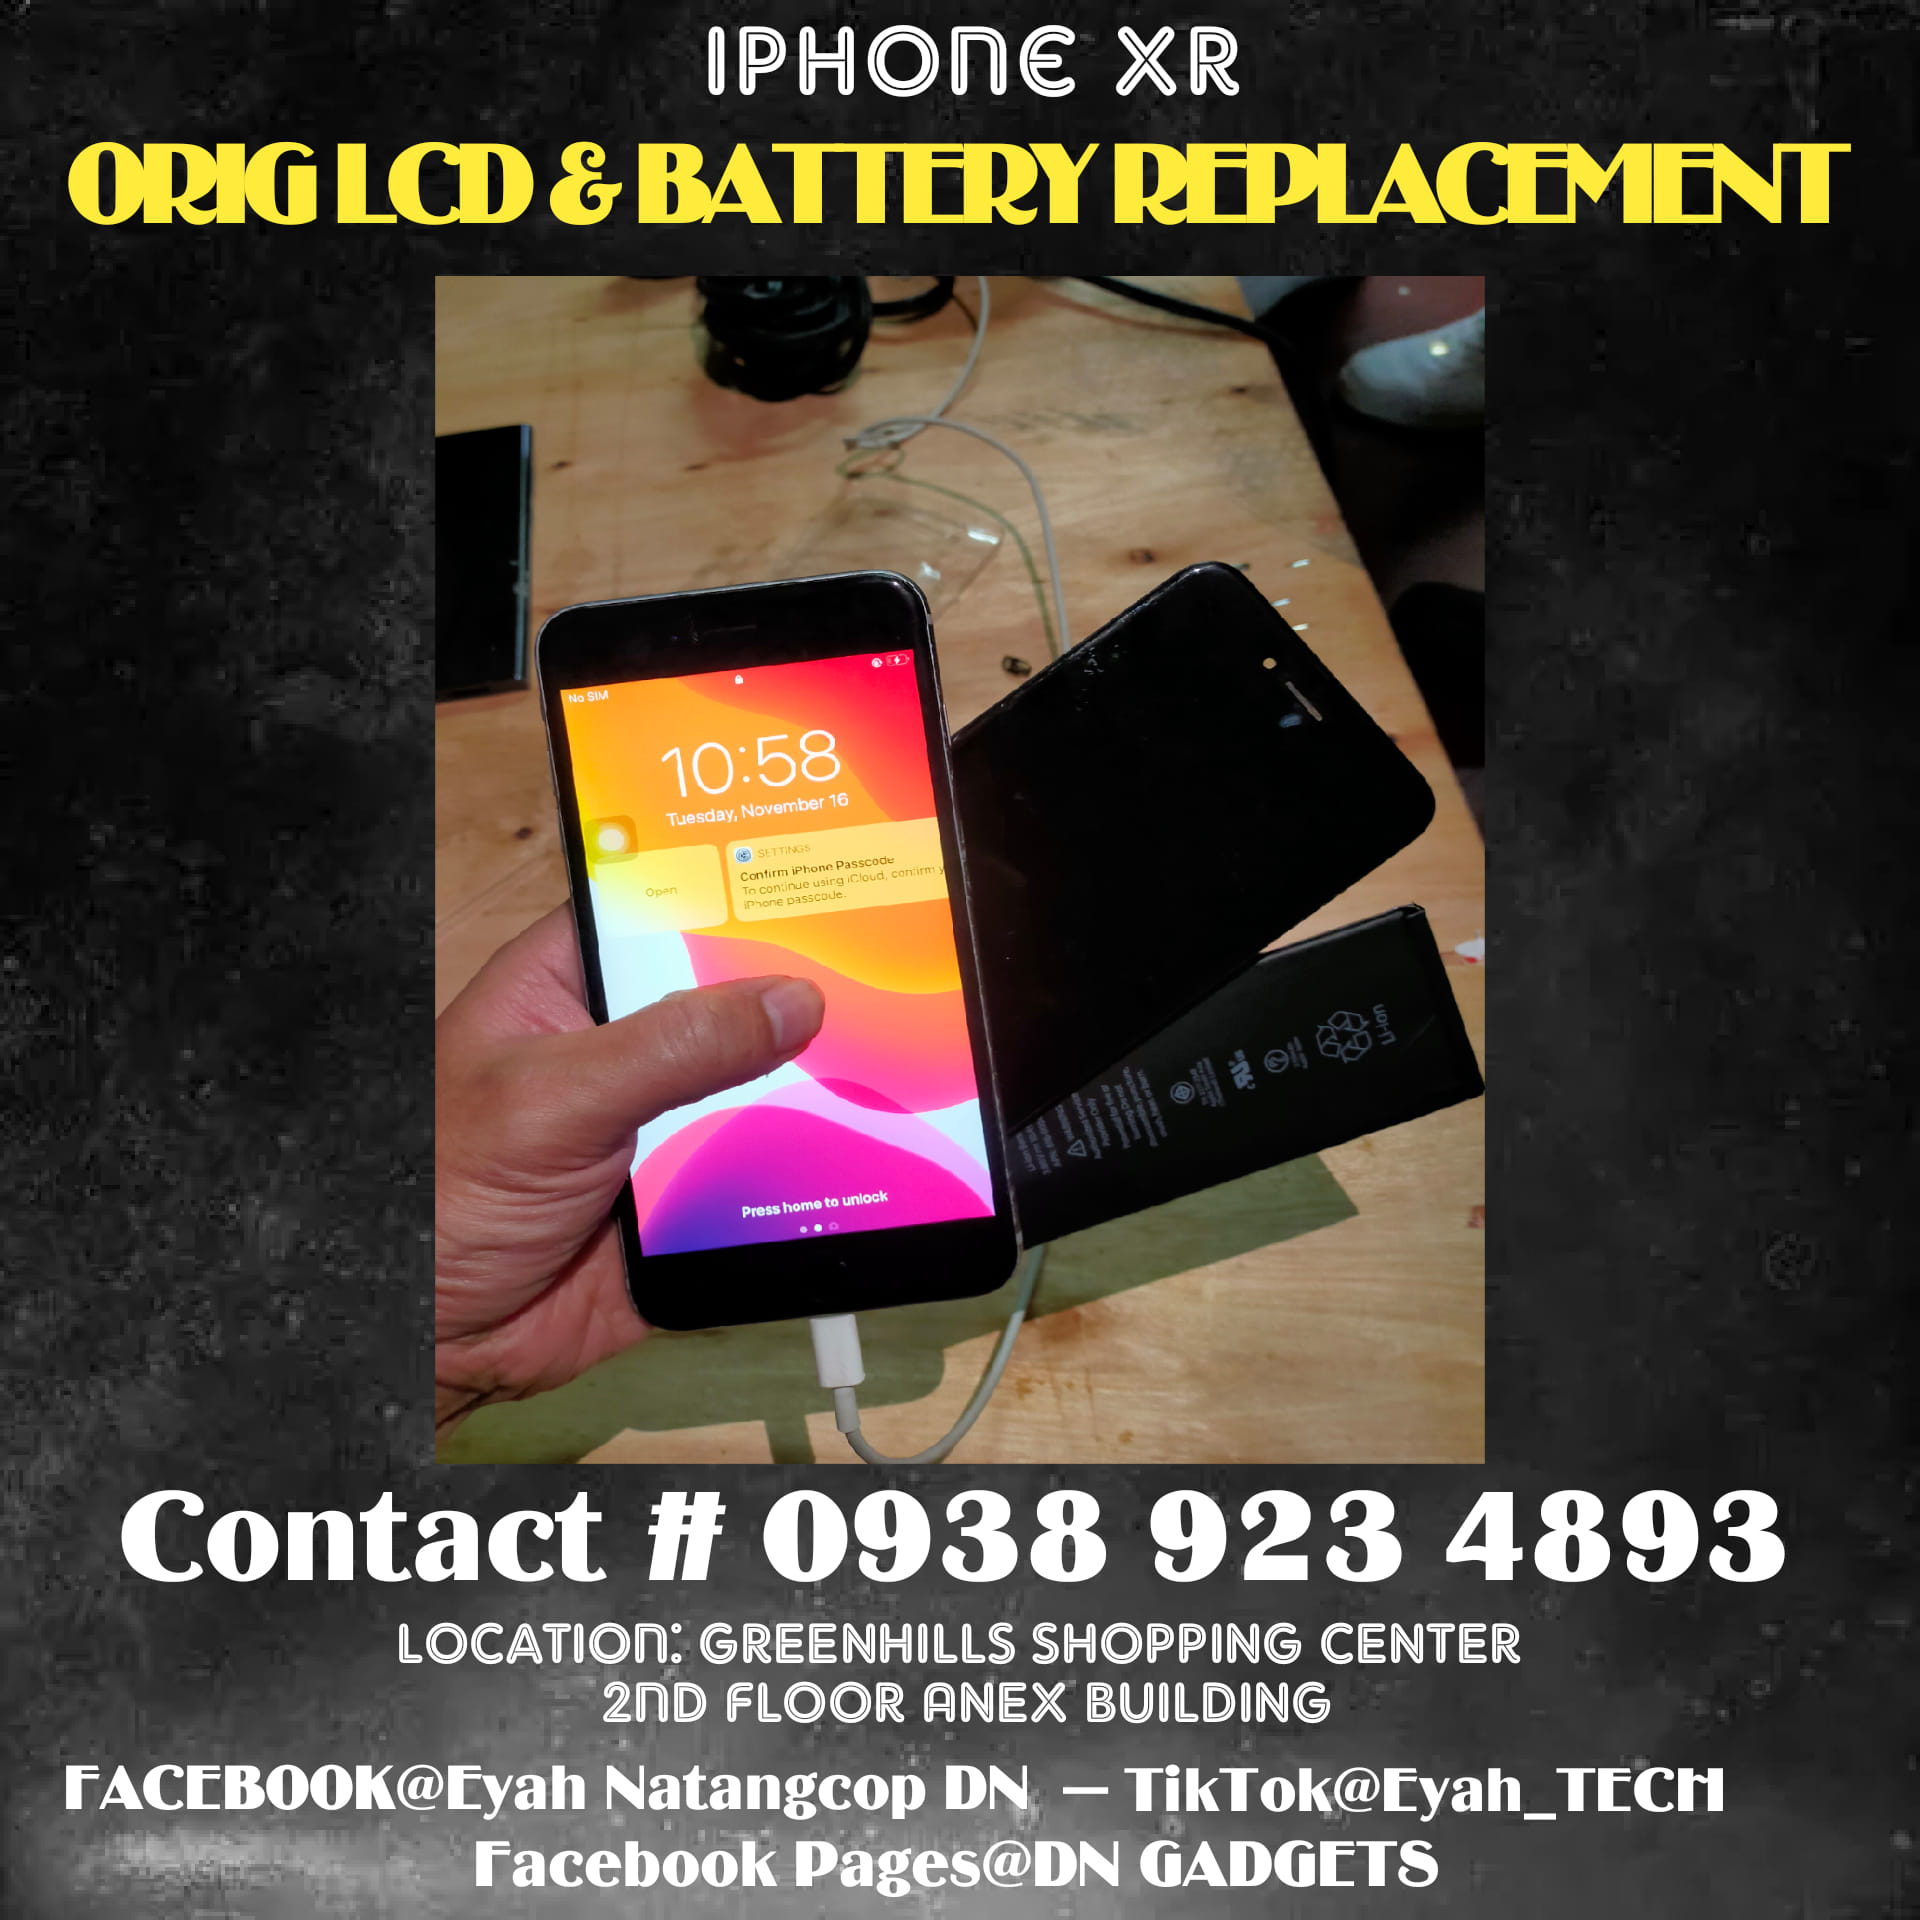 IPHONE XR
ORIG LCD & BATTERY REPLACEMENT
No SIM
10:58
Tuesday, November 16
SETTINGS
Confirm iPhone Passcode
To continue using iCloud, confirm y
iPhone passcode.
Open
Press home to unlock
Li-ion
Contact # 0938 923 4893
LOCATION: GREENHILLS SHOPPING CENTER
2ND FLOOR ANEX BUILDING
FACEBOOK@Eyah Natangcop DN – TikTok@Eyah_TECH
Facebook Pages@DN GADGETS